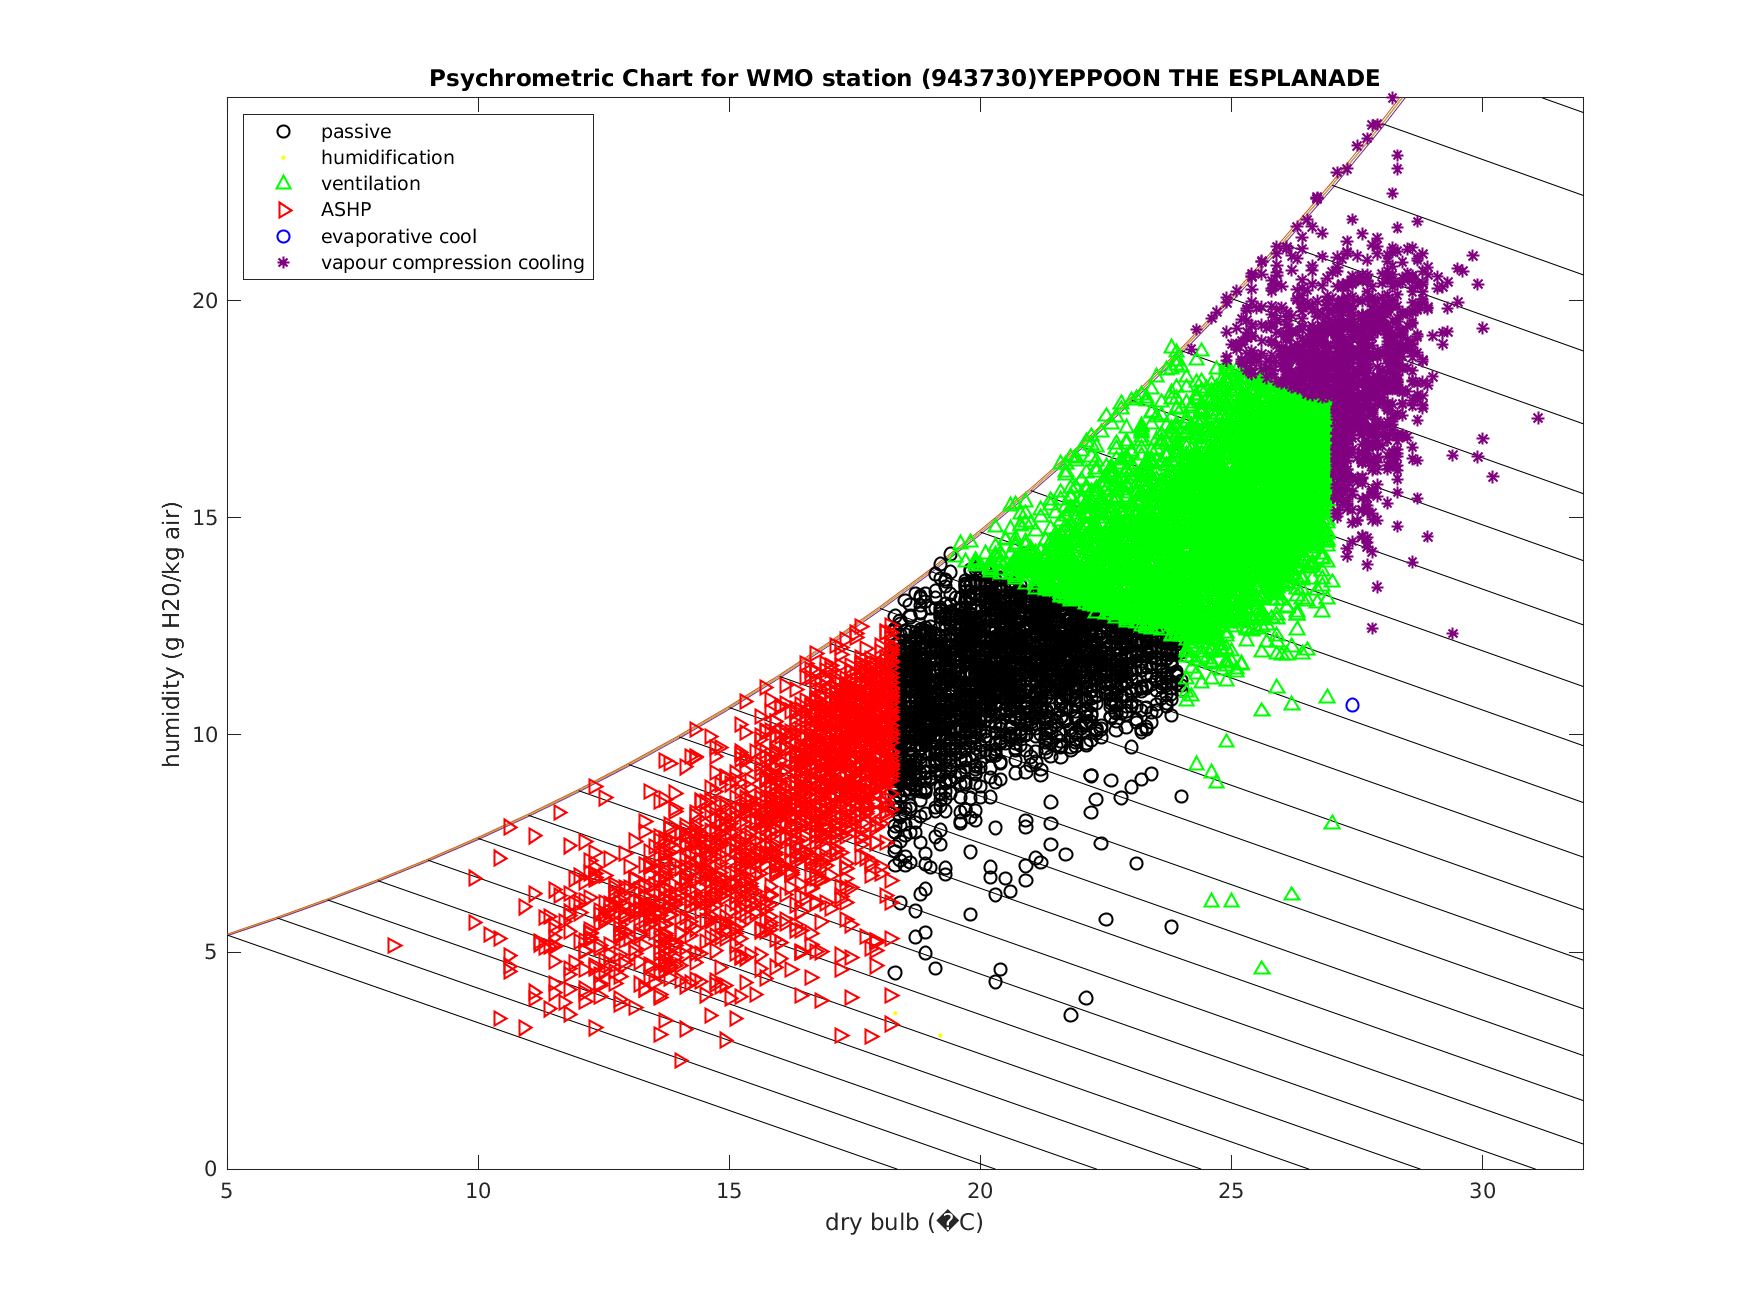 Psychrometric Chart for WMO station (943730)YEPPOON THE ESPLANADE
passive
humidification
ventilation
ASHP
evaporative cool
vapour compression cooling
humidity (g H20/kg air)
20
15
10
5
0
5 10 15 20 25 30
dry bulb (�C)